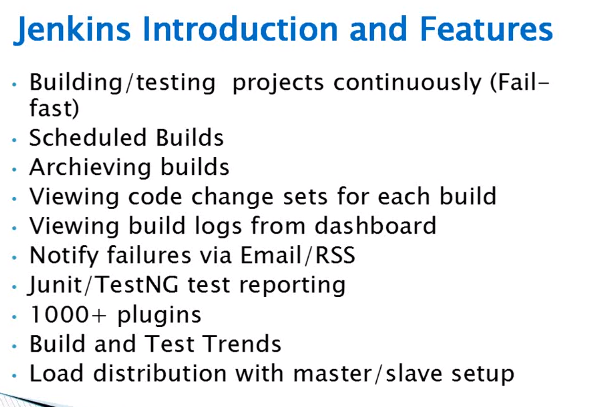 Jenkins Introduction and Features
• Building/testing projects continuously (Fail-
fast)
• Scheduled Builds
• Archieving builds
• Viewing code change sets for each build
• Viewing build logs from dashboard
• Notify failures via Email/RSS
• Junit/TestNG test reporting
• 1000+ plugins
• Build and Test Trends
• Load distribution with master/slave setup